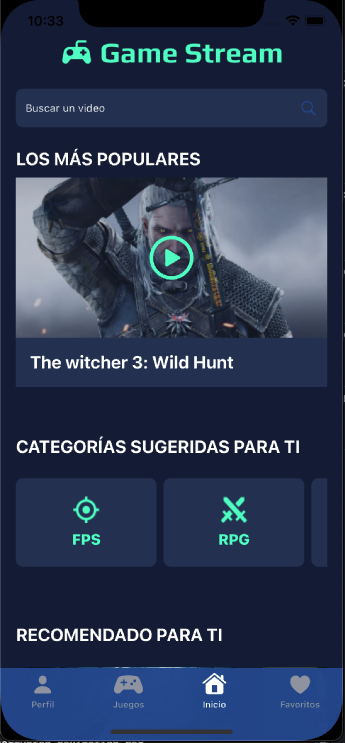 10:33
Game Stream
Buscar un video
LOS MÁS POPULARES
The witcher 3: Wild Hunt
CATEGORÍAS SUGERIDAS PARA TI
FPS
RPG
RECOMENDADO PARA TI
Perfil
Juegos
Inicio
Favoritos